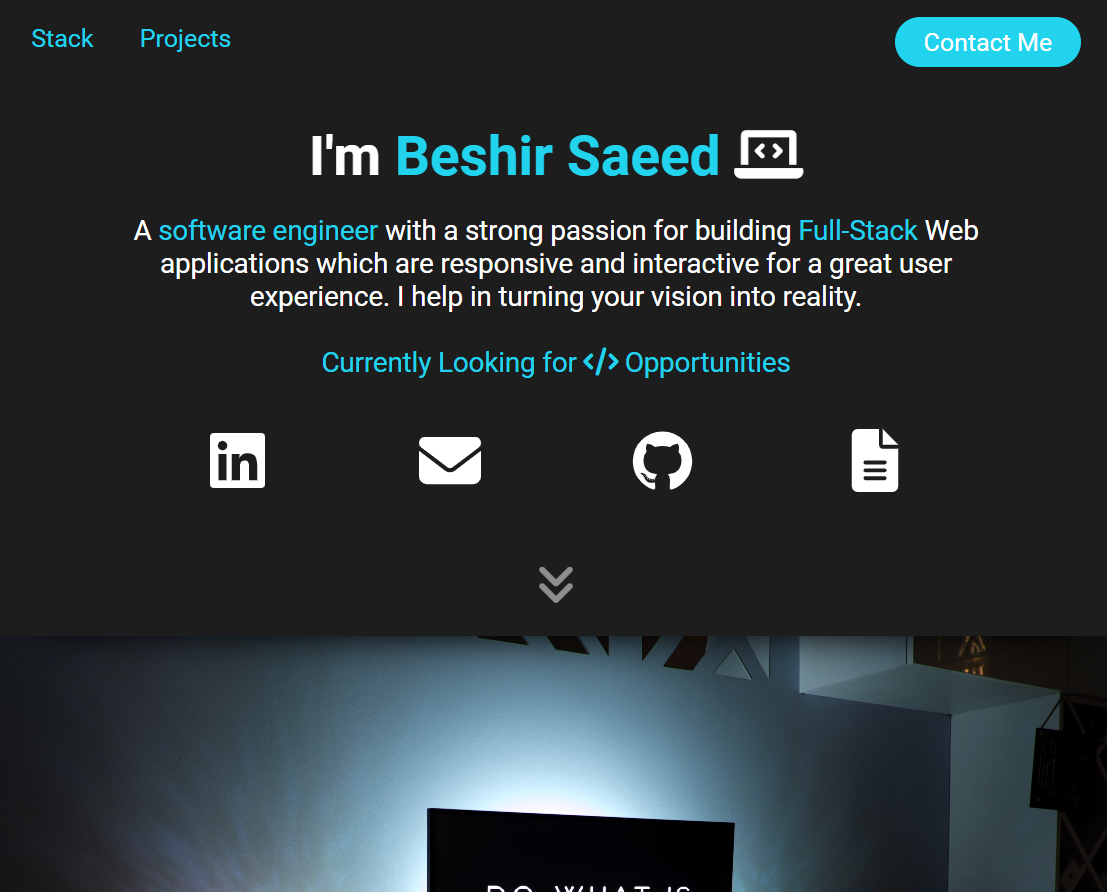 Stack Projects Contact Me
I'm Beshir Saeed
A software engineer with a strong passion for building Full-Stack Web
applications which are responsive and interactive for a great user
experience. I help in turning your vision into reality.
Currently Looking for </> Opportunities
in
DO WHAT IS